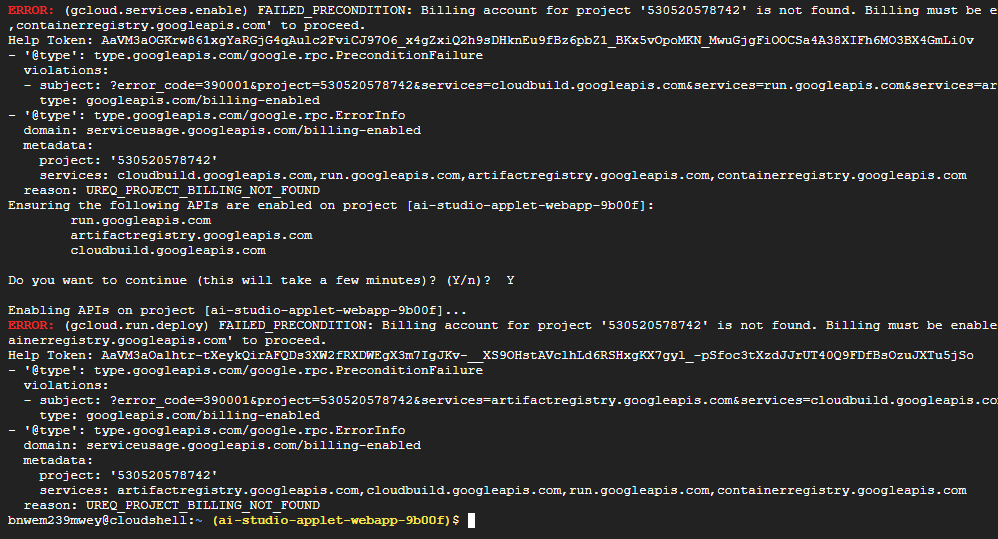 ERROR: (gcloud.services.enable) FAILED_PRECONDITION: Billing account for project '530520578742' is not found. Billing must be e
,containerregistry.googleapis.com' to proceed.
Help Token: AaVM3aOGKrw861xgYaRGjG4qAulc2FviCJ97O6_x4gZxiQ2h9sDHknEu9fBz6pbZl_BKx5vOpoMKN_MwuGjgFiOOCSa4A38XIFh6MO3BX4GmLi0v
- '@type': type.googleapis.com/google.rpc.PreconditionFailure
  violations:
  - subject: ?error_code=390001&project=530520578742&services=cloudbuild.googleapis.com&services=run.googleapis.com&services=ar
    type: googleapis.com/billing-enabled
- '@type': type.googleapis.com/google.rpc.ErrorInfo
  domain: serviceusage.googleapis.com/billing-enabled
  metadata:
    project: '530520578742'
    services: cloudbuild.googleapis.com,run.googleapis.com,artifactregistry.googleapis.com,containerregistry.googleapis.com
  reason: UREQ_PROJECT_BILLING_NOT_FOUND
Ensuring the following APIs are enabled on project [ai-studio-applet-webapp-9b00f]:
        run.googleapis.com
        artifactregistry.googleapis.com
        cloudbuild.googleapis.com
Do you want to continue (this will take a few minutes)? (Y/n)?  Y
Enabling APIs on project [ai-studio-applet-webapp-9b00f]...
ERROR: (gcloud.run.deploy) FAILED_PRECONDITION: Billing account for project '530520578742' is not found. Billing must be enable
ainerregistry.googleapis.com' to proceed.
Help Token: AaVM3aOalhtr-tXeykQirAFQDs3XW2fRXDWEgX3m7IgJKv-__XS9OHstAVclhLd6RSHxgKX7gyl_-pSfoc3tXzdJJrUT40Q9FDfBsOzuJXTu5jSo
- '@type': type.googleapis.com/google.rpc.PreconditionFailure
  violations:
  - subject: ?error_code=390001&project=530520578742&services=artifactregistry.googleapis.com&services=cloudbuild.googleapis.co
    type: googleapis.com/billing-enabled
- '@type': type.googleapis.com/google.rpc.ErrorInfo
  domain: serviceusage.googleapis.com/billing-enabled
  metadata:
    project: '530520578742'
    services: artifactregistry.googleapis.com,cloudbuild.googleapis.com,run.googleapis.com,containerregistry.googleapis.com
  reason: UREQ_PROJECT_BILLING_NOT_FOUND
bnwem239mwey@cloudshell:~ (ai-studio-applet-webapp-9b00f)$